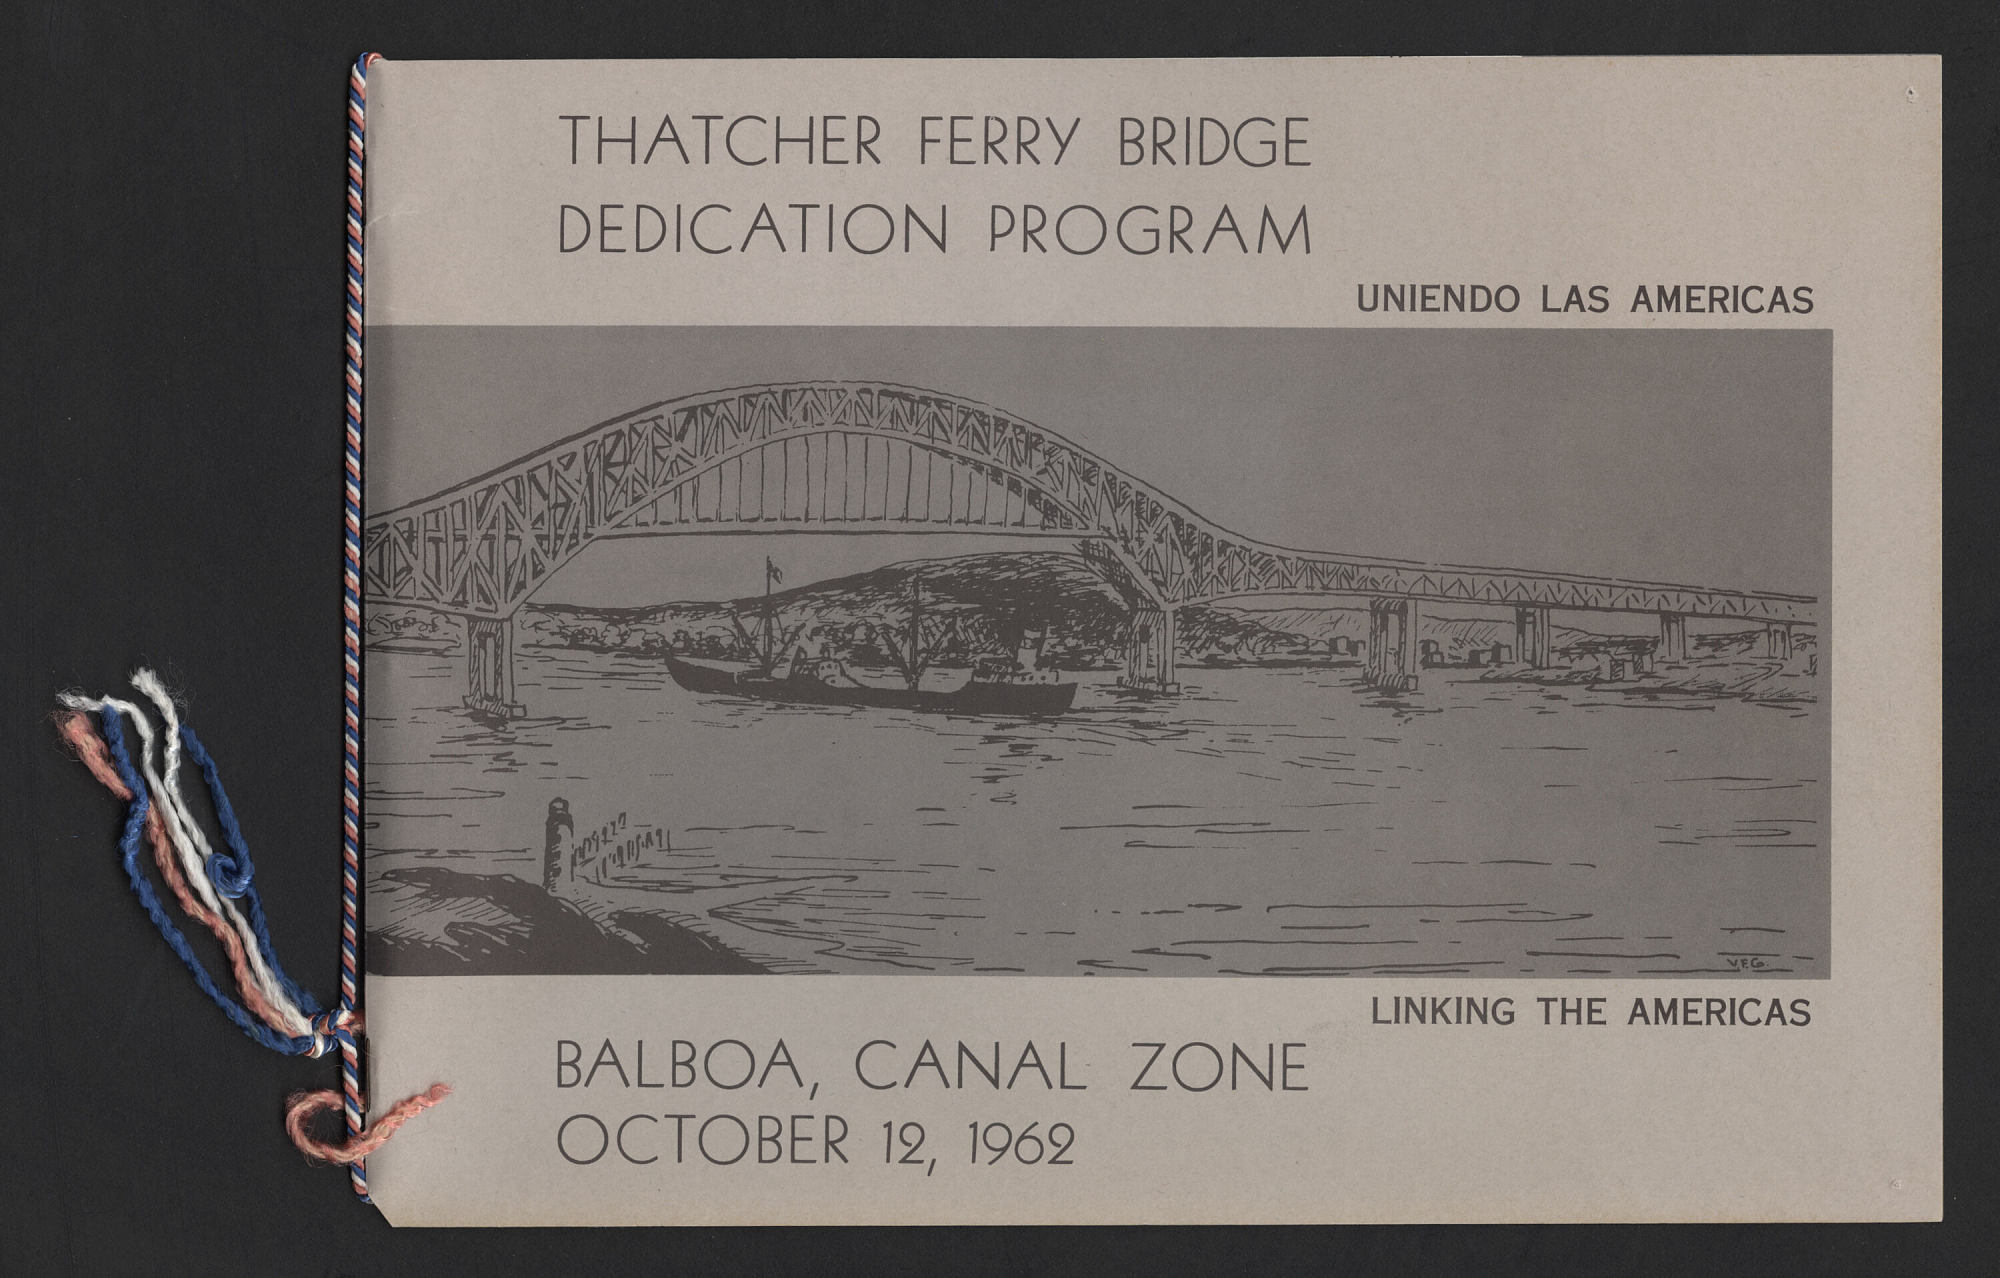 THATCHER FERRY BRIDGE
DEDICATION PROGRAM
UNIENDO LAS AMERICAS
LINKING THE AMERICAS
BALBOA, CANAL ZONE
OCTOBER 12, 1962